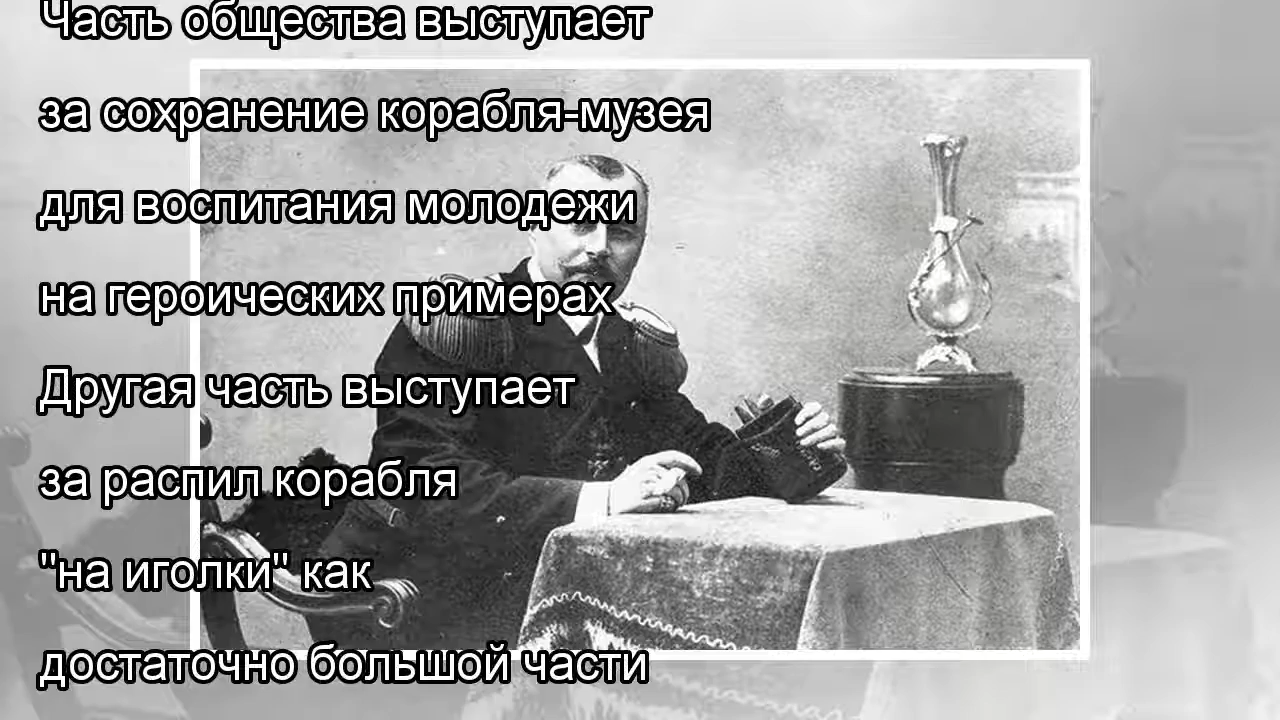 Часть общества выступает
за сохранение корабля-музея
для воспитания молодежи
на героических примерах
Другая часть выступает
за распил корабля
"на иголки" как
достаточно большой части